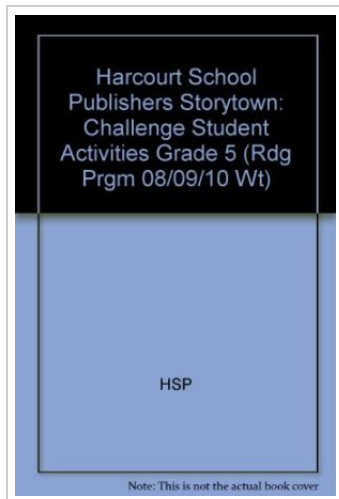 Harcourt School
Publishers Storytown:
Challenge Student
Activities Grade 5 (Rdg
Prgm 08/09/10 Wt)
HSP
Note: This is not the actual book cover